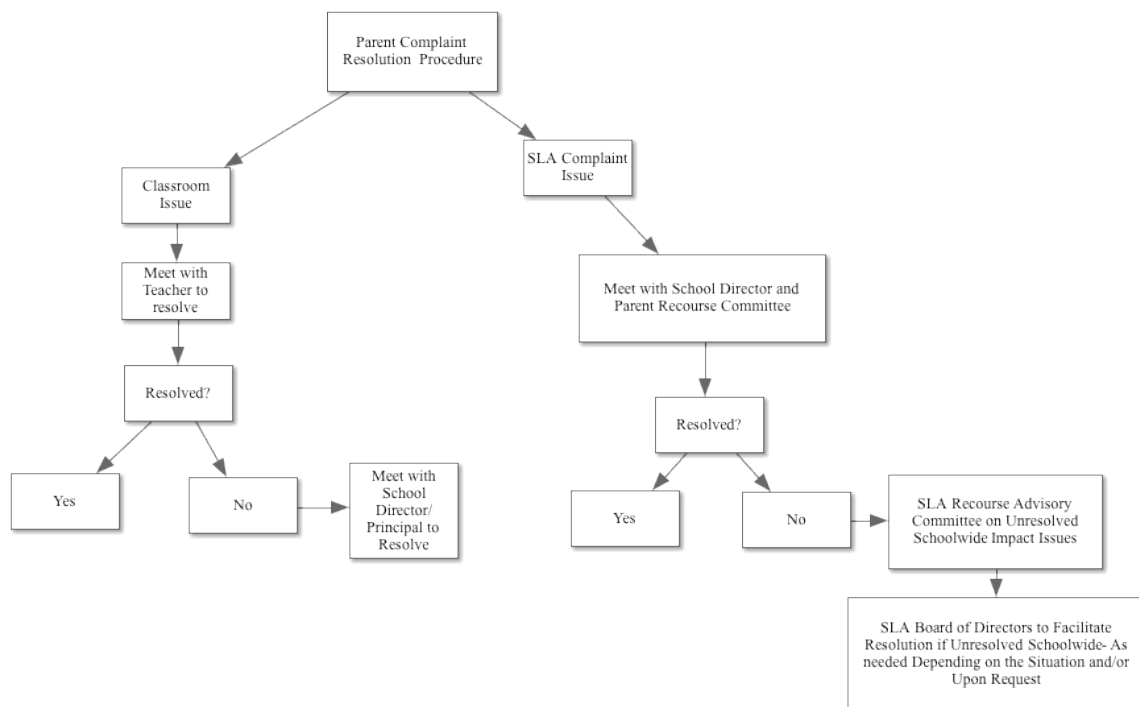 Parent Complaint
Resolution Procedure
SLA Complaint
Issue
Classroom
Issue
Meet with
Teacher to
resolve
Meet with School Director and
Parent Recourse Committee
Resolved?
Resolved?
Yes
No
Meet with
School
Director/
Principal to
Resolve
Yes
No
SLA Recourse Advisory
Committee on Unresolved
Schoolwide Impact Issues
SLA Board of Directors to Facilitate
Resolution if Unresolved Schoolwide- As
needed Depending on the Situation and/or
Upon Request